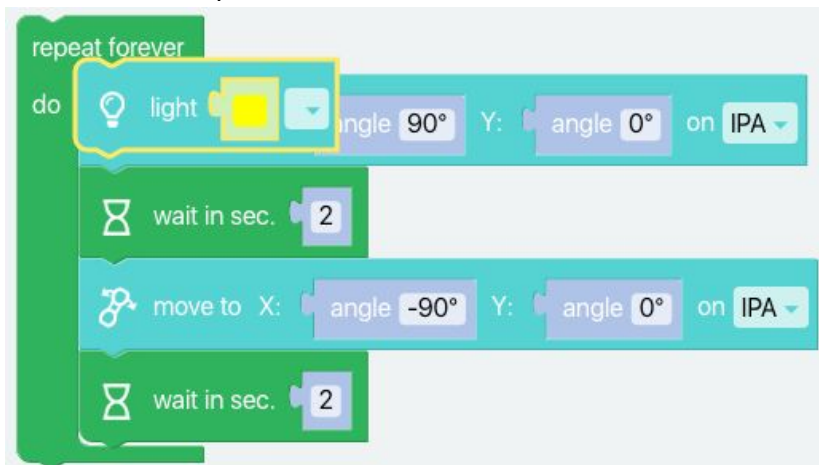 repeat forever
do light
angle 90° Y: angle 0° on IPA
wait in sec. 2
move to X: angle -90° Y: angle 0° on IPA
wait in sec. 2